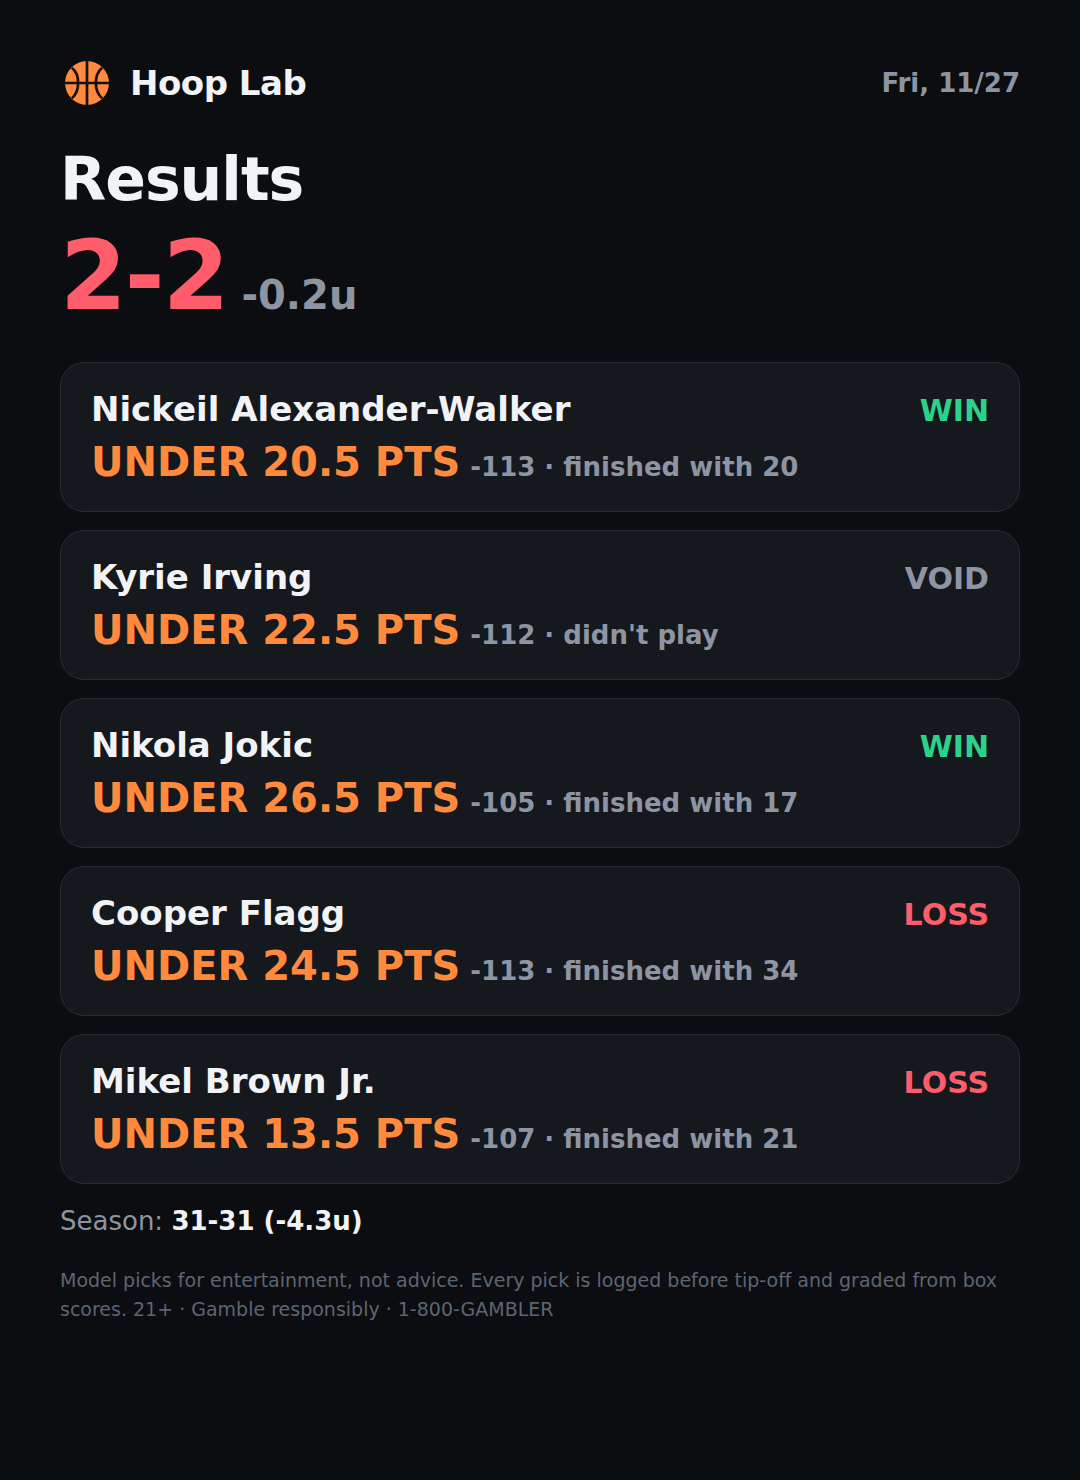 Hoop Lab
Fri, 11/27
Results
2-2 -0.2u
Nickeil Alexander-Walker WIN
UNDER 20.5 PTS -113 · finished with 20
Kyrie Irving VOID
UNDER 22.5 PTS -112 · didn't play
Nikola Jokic WIN
UNDER 26.5 PTS -105 · finished with 17
Cooper Flagg LOSS
UNDER 24.5 PTS -113 · finished with 34
Mikel Brown Jr. LOSS
UNDER 13.5 PTS -107 · finished with 21
Season: 31-31 (-4.3u)
Model picks for entertainment, not advice. Every pick is logged before tip-off and graded from box
scores. 21+ · Gamble responsibly · 1-800-GAMBLER